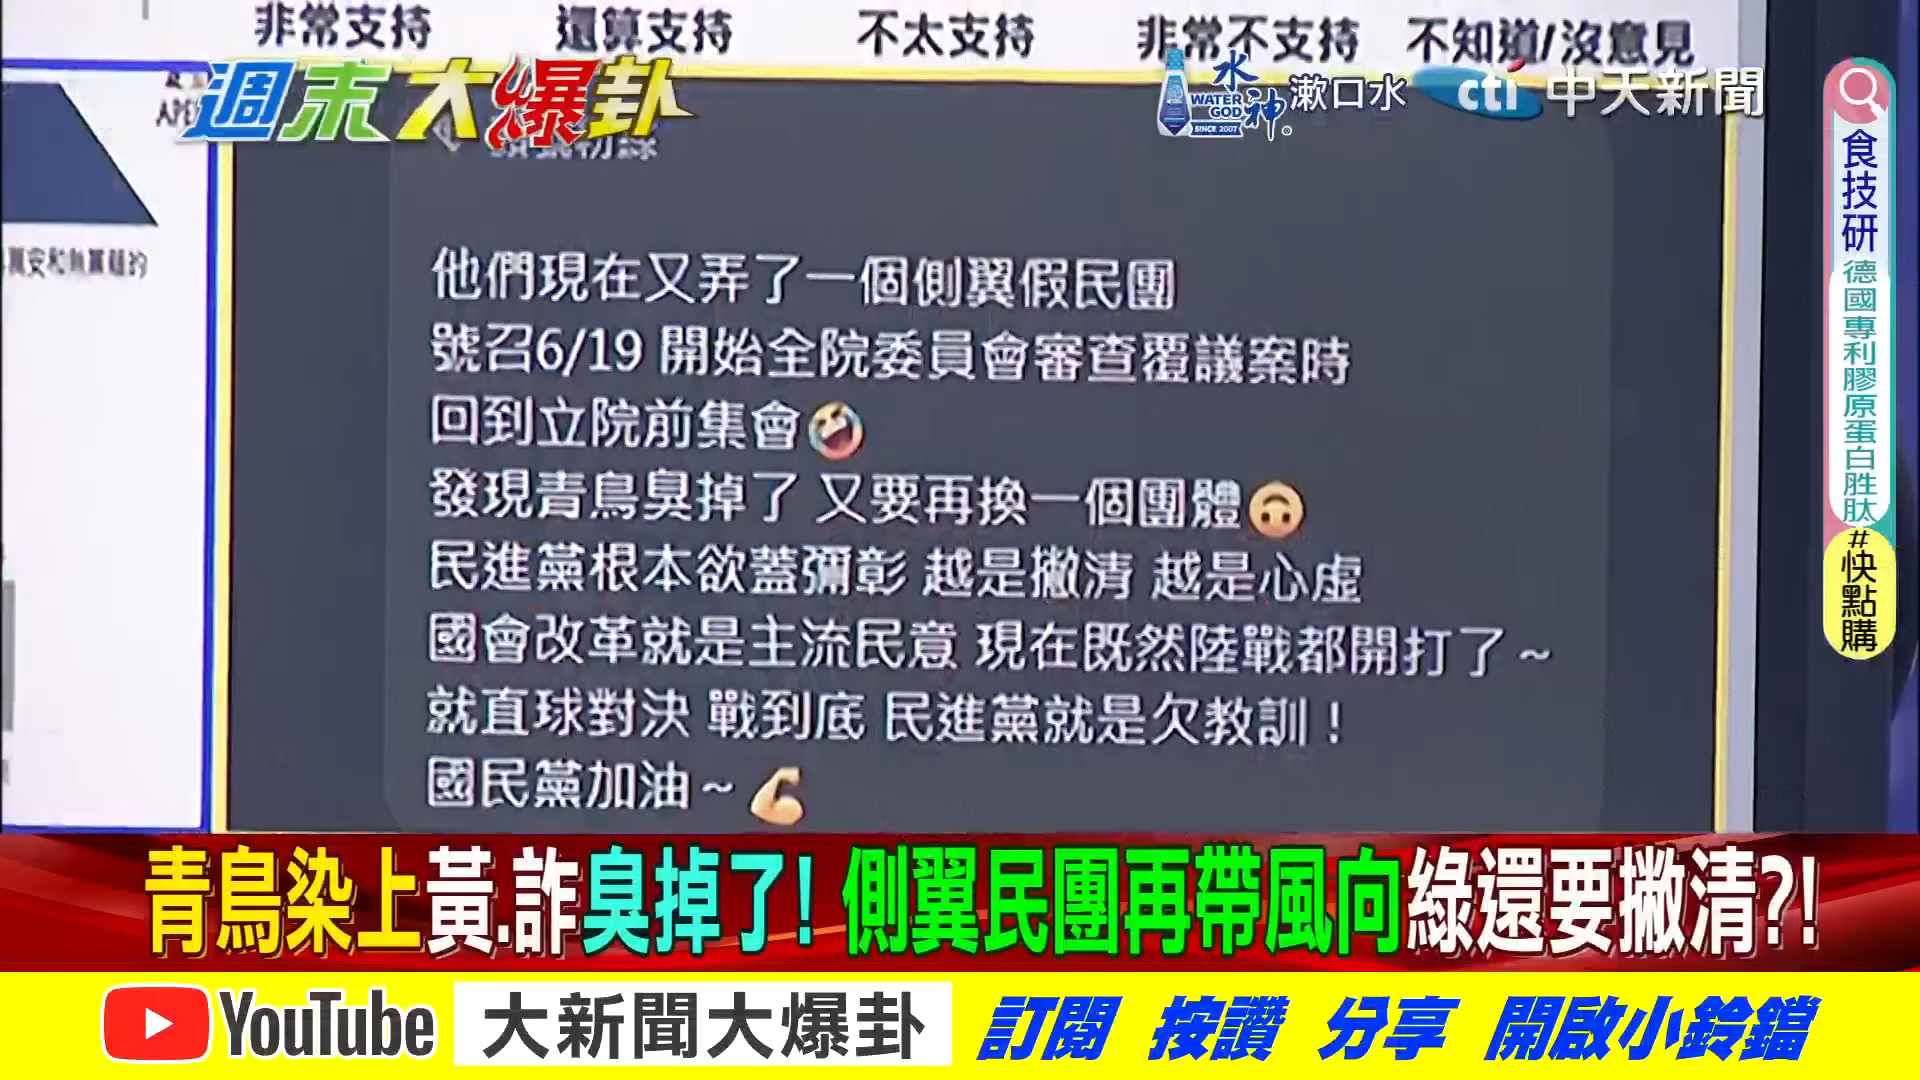 非常支持 還算支持 不太支持 非常不支持 不知道/沒意見
週末大爆卦
水神
WATER GOD
SINCE 2007
漱口水
cti 中天新聞
食技研
德國專利膠原蛋白胜肽
#快點購
他們現在又弄了一個側翼假民團
號召6/19 開始全院委員會審查覆議案時
回到立院前集會🤣
發現青鳥臭掉了 又要再換一個團體🙃
民進黨根本欲蓋彌彰 越是撇清 越是心虛
國會改革就是主流民意 現在既然陸戰都開打了~
就直球對決 戰到底 民進黨就是欠教訓！
國民黨加油~💪
青鳥染上黃.詐臭掉了! 側翼民團再帶風向綠還要撇清?!
YouTube 大新聞大爆卦 訂閱 按讚 分享 開啟小鈴鐺